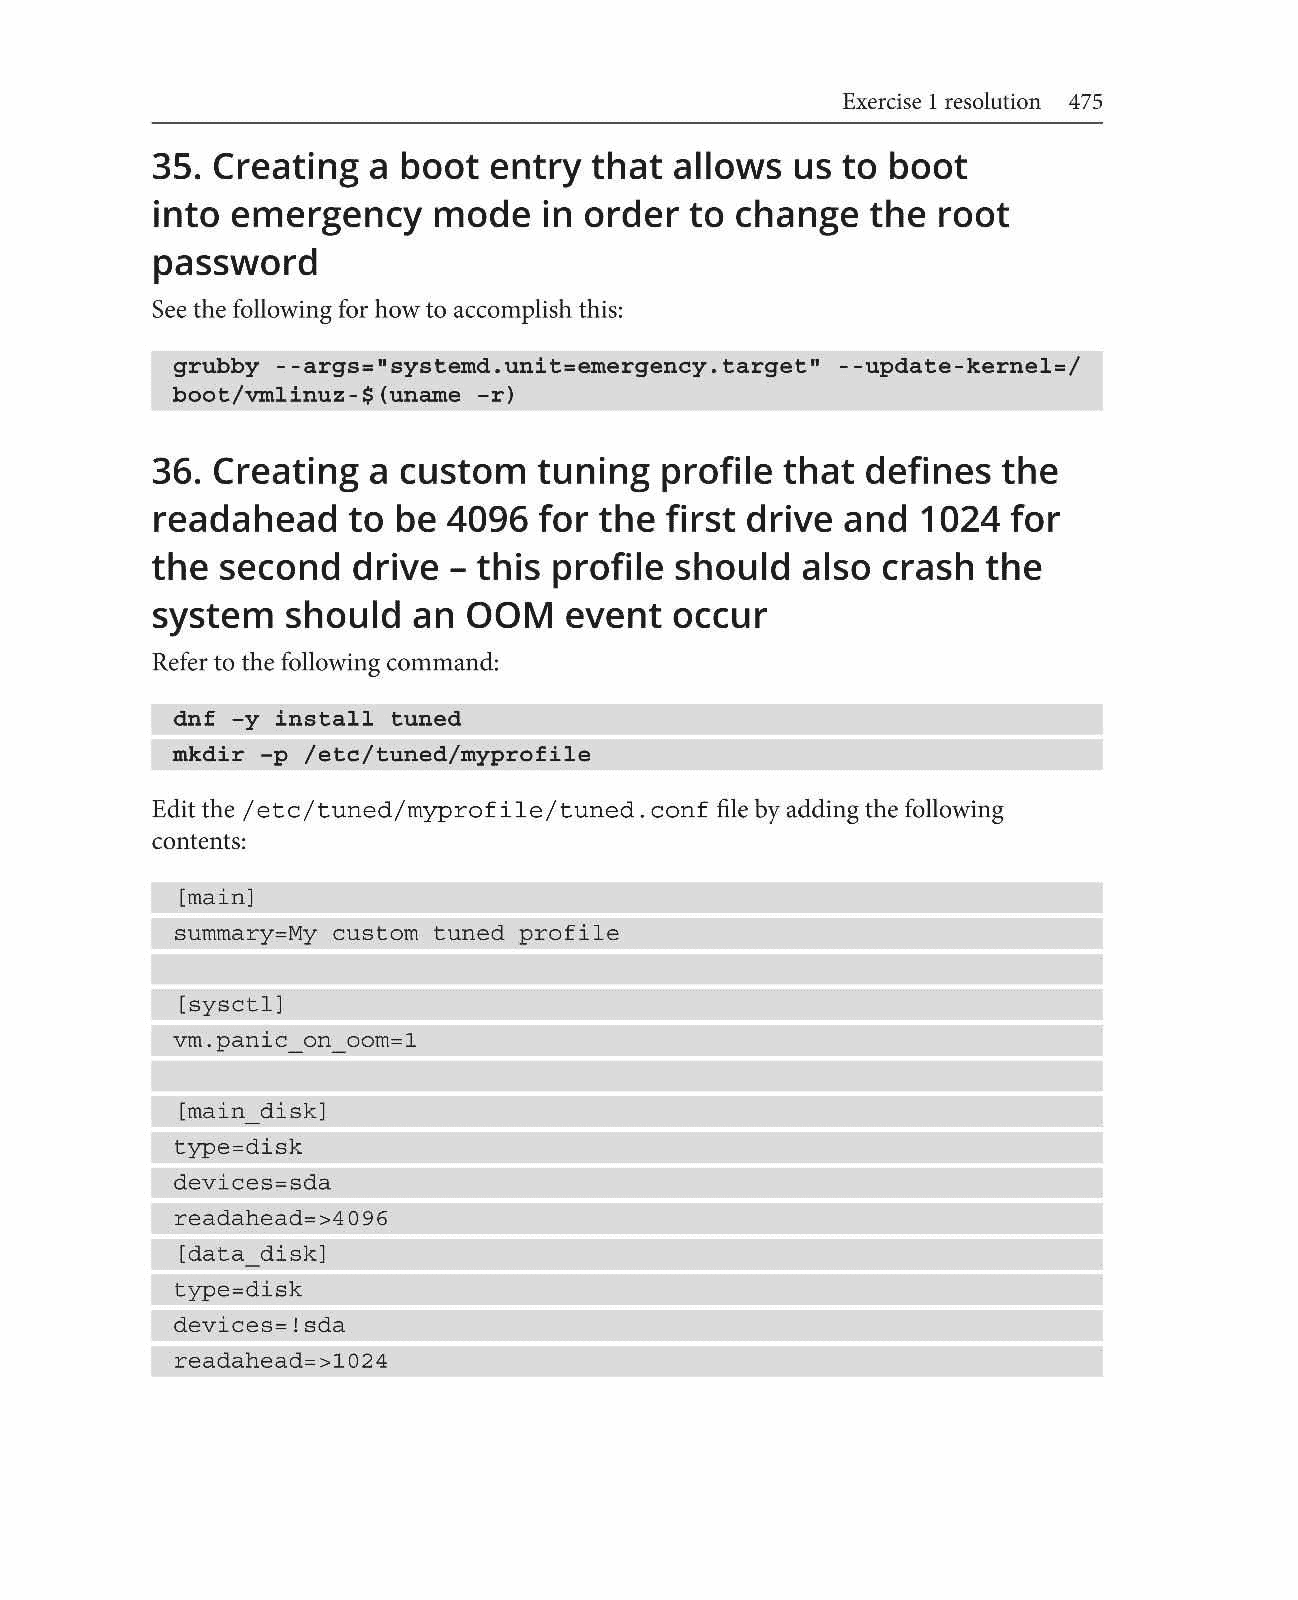 Exercise 1 resolution 475
35. Creating a boot entry that allows us to boot
into emergency mode in order to change the root
password
See the following for how to accomplish this:
grubby --args="systemd.unit=emergency.target" --update-kernel=/
boot/vmlinuz-$(uname –r)
36. Creating a custom tuning profile that defines the
readahead to be 4096 for the first drive and 1024 for
the second drive – this profile should also crash the
system should an OOM event occur
Refer to the following command:
dnf –y install tuned
mkdir –p /etc/tuned/myprofile
Edit the /etc/tuned/myprofile/tuned.conf file by adding the following
contents:
[main]
summary=My custom tuned profile
[sysctl]
vm.panic_on_oom=1
[main_disk]
type=disk
devices=sda
readahead=>4096
[data_disk]
type=disk
devices=!sda
readahead=>1024